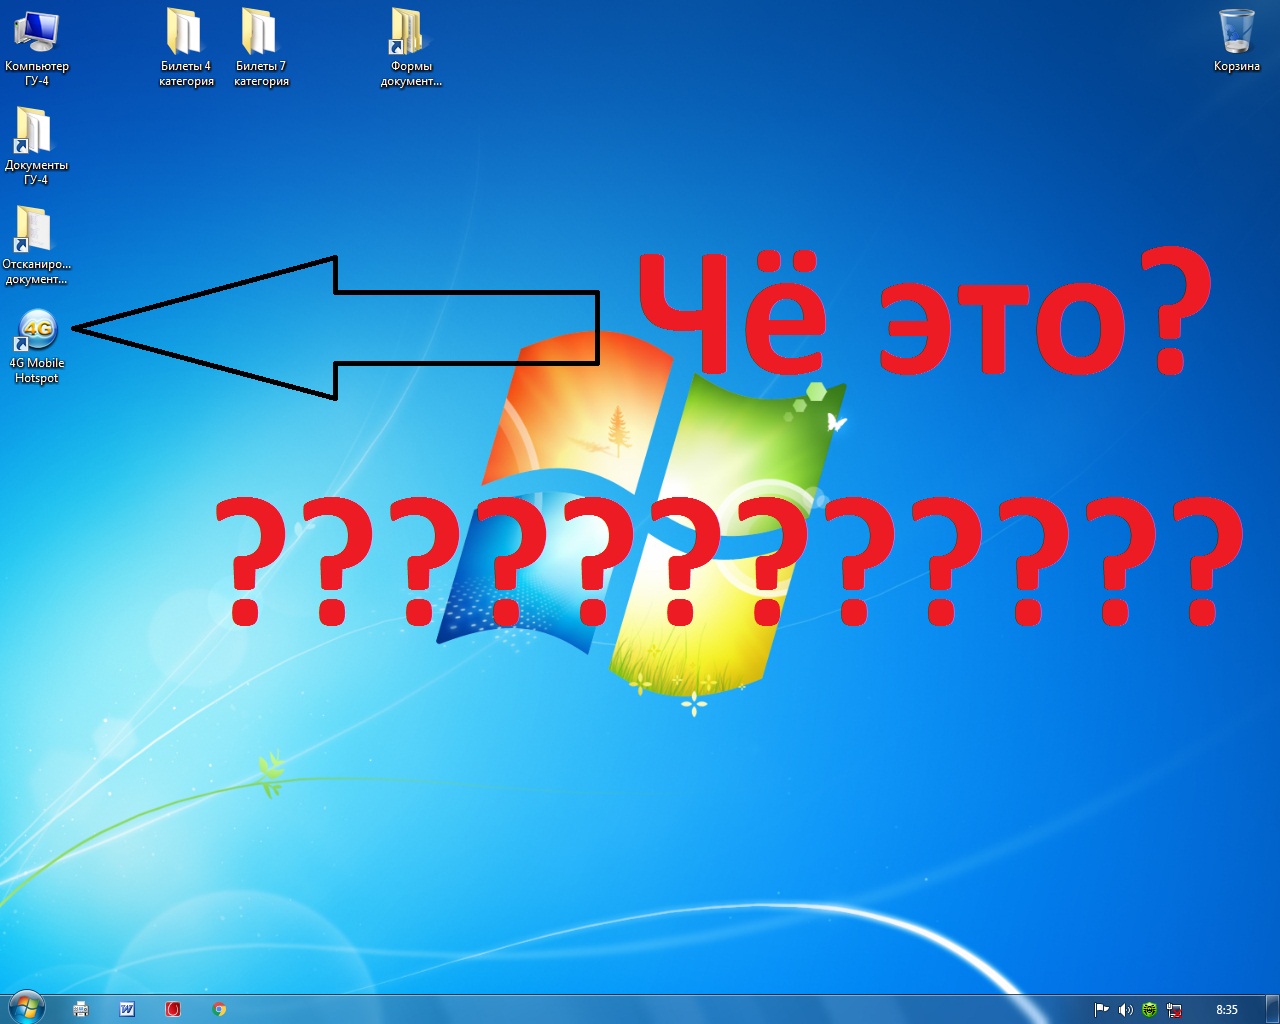 Компьютер
ГУ-4
Билеты 4
категория
Билеты 7
категория
Формы
документ...
Корзина
Документы
ГУ-4
Отсканиро...
документ...
4G
4G Mobile
Hotspot
Чё это?
????????????
W
8:35